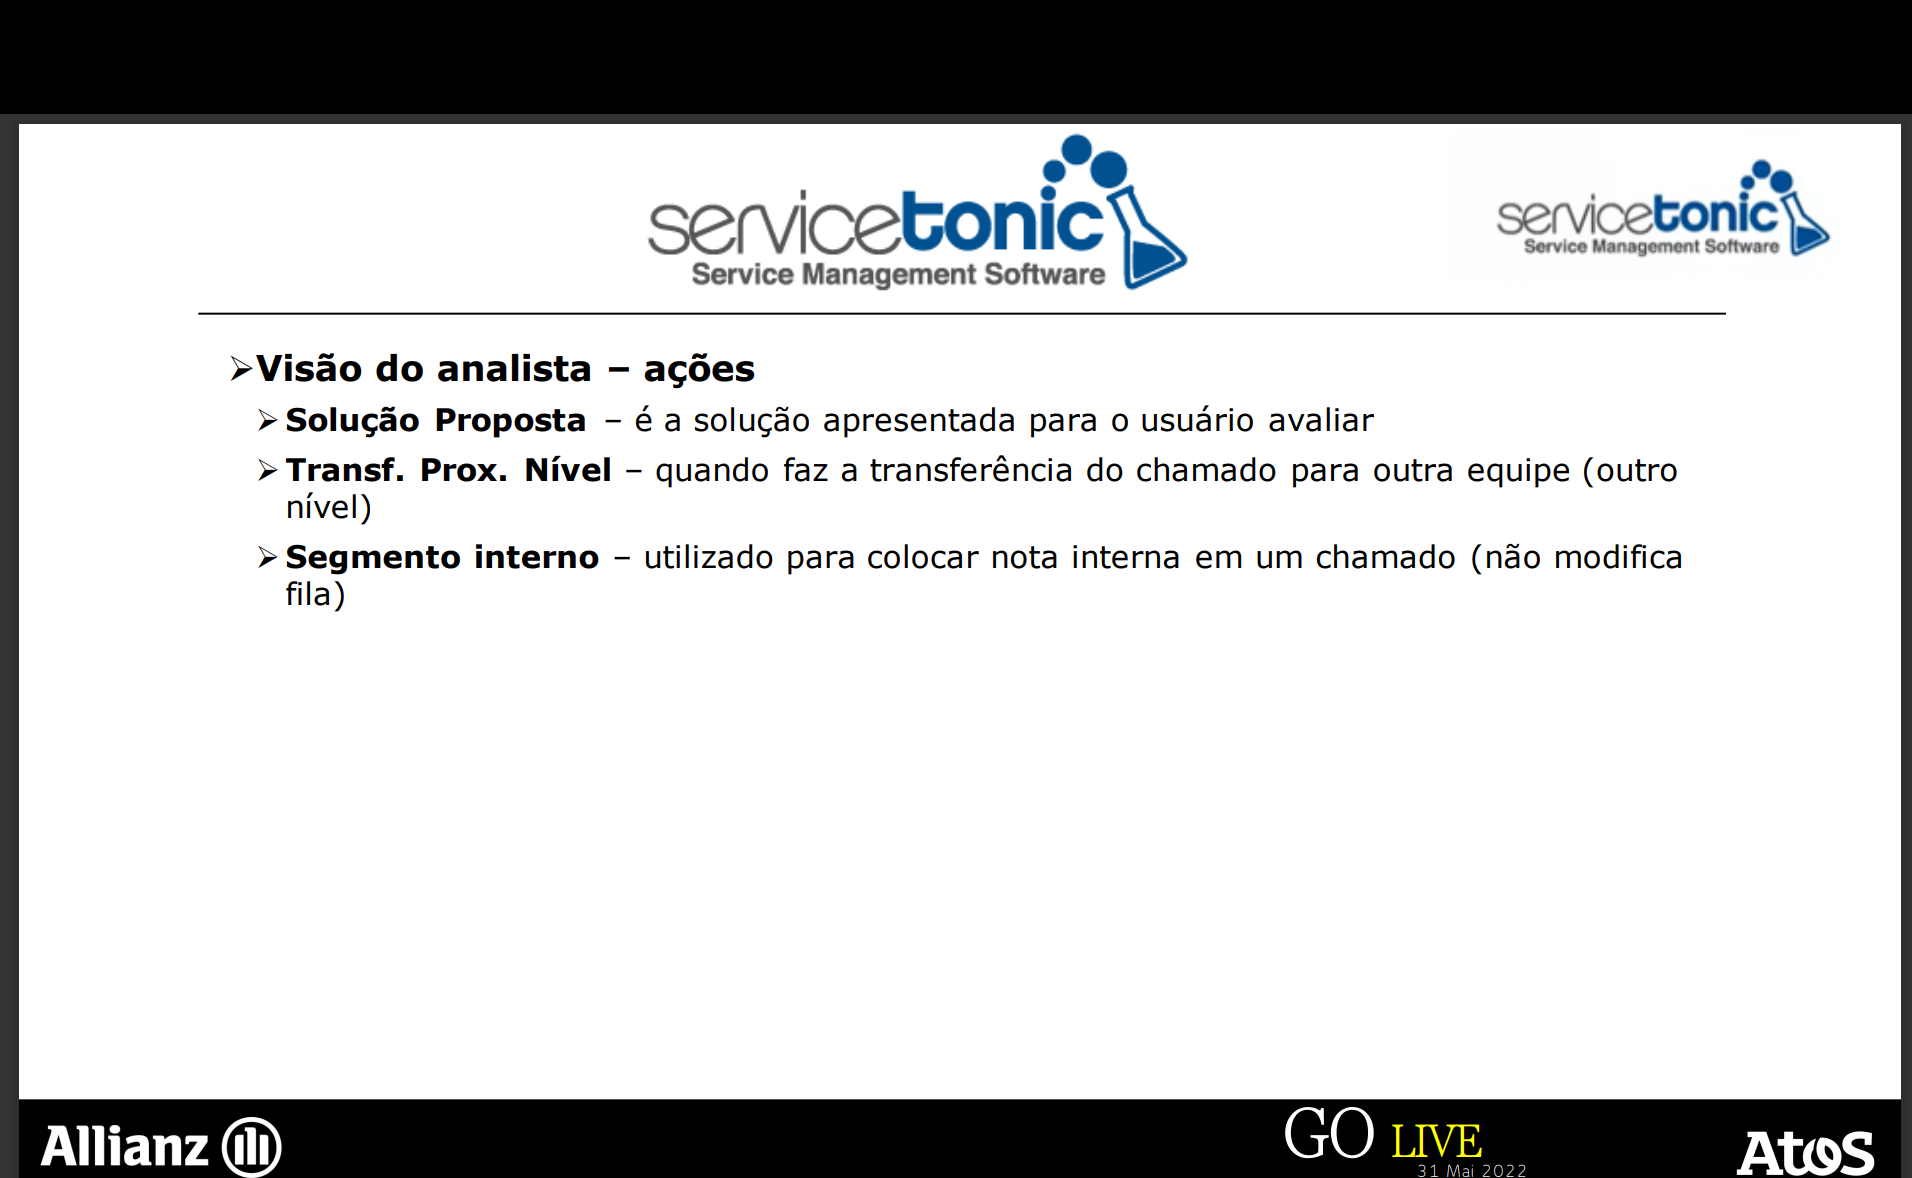 servicetonic
Service Management Software
servicetonic
Service Management Software
Visão do analista – ações
Solução Proposta – é a solução apresentada para o usuário avaliar
Transf. Prox. Nível – quando faz a transferência do chamado para outra equipe (outro
nível)
Segmento interno – utilizado para colocar nota interna em um chamado (não modifica
fila)
Allianz
GO LIVE
31 Mai 2022
Atos